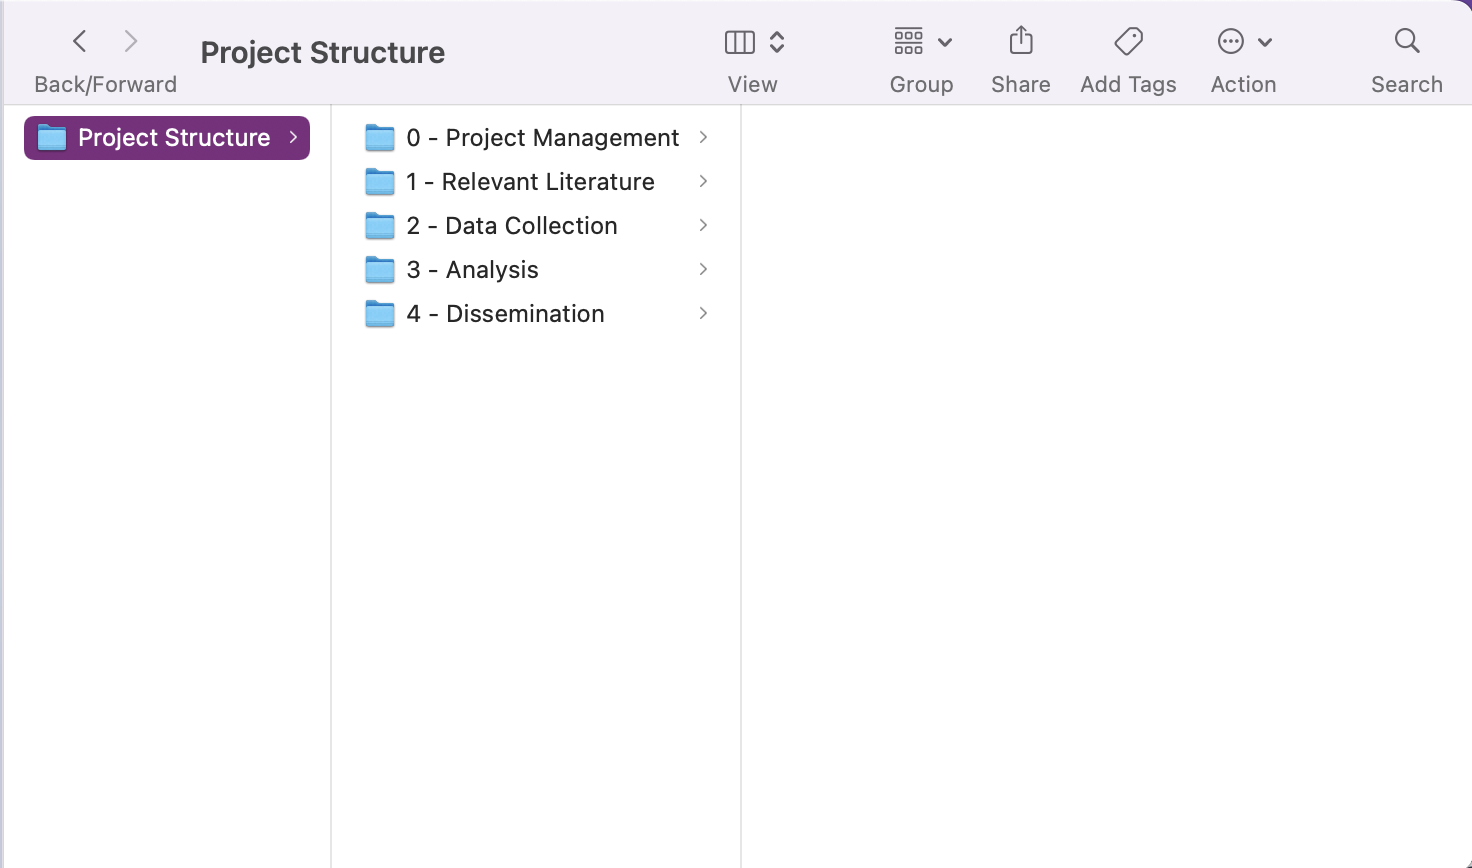 Project Structure
Back/Forward
View
Group
Share
Add Tags
Action
Search
Project Structure
0 - Project Management
1 - Relevant Literature
2 - Data Collection
3 - Analysis
4 - Dissemination